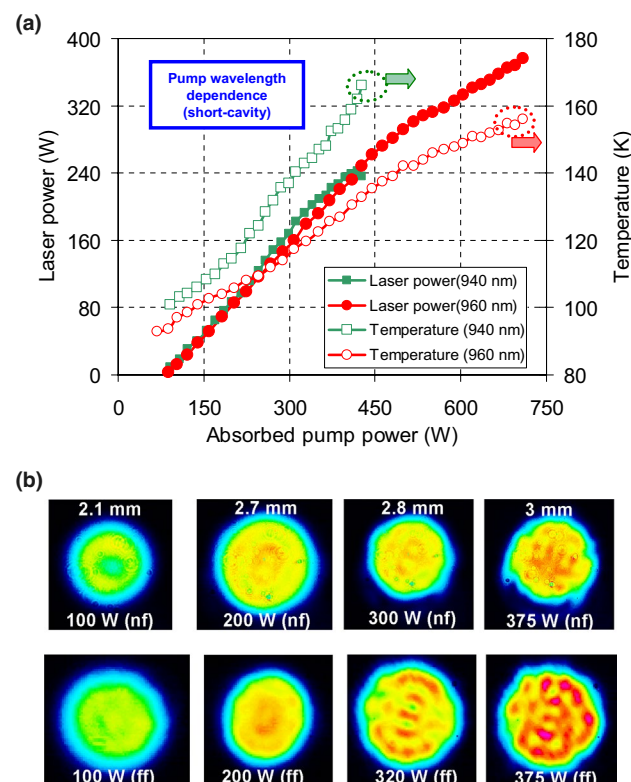 (a)
400
320
240
160
80
0
Laser power (W)
Pump wavelength
dependence
(short-cavity)
180
160
140
120
100
80
Temperature (K)
Laser power(940 nm)
Laser power(960 nm)
Temperature (940 nm)
Temperature (960 nm)
0 150 300 450 600 750
Absorbed pump power (W)
(b)
2.1 mm 2.7 mm 2.8 mm 3 mm
100 W (nf) 200 W (nf) 300 W (nf) 375 W (nf)
100 W (ff) 200 W (ff) 320 W (ff) 375 W (ff)